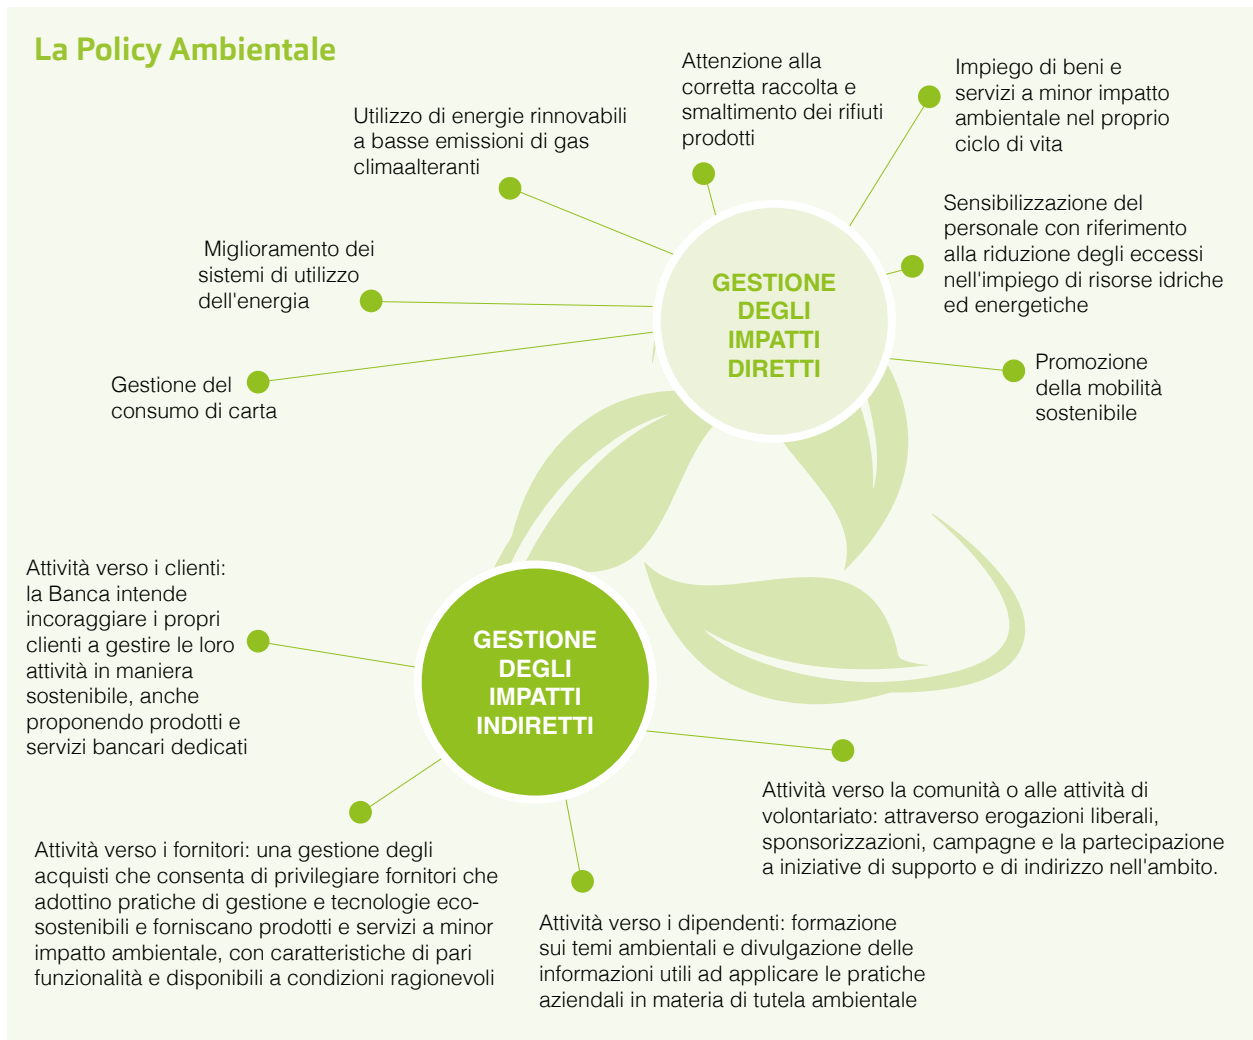 La Policy Ambientale
Attenzione alla
corretta raccolta e
smaltimento dei rifiuti
prodotti
Impiego di beni e
servizi a minor impatto
ambientale nel proprio
ciclo di vita
Utilizzo di energie rinnovabili
a basse emissioni di gas
climaalteranti
Sensibilizzazione del
personale con riferimento
alla riduzione degli eccessi
nell'impiego di risorse idriche
ed energetiche
Miglioramento dei
sistemi di utilizzo
dell'energia
GESTIONE
DEGLI
IMPATTI
DIRETTI
Promozione
della mobilità
sostenibile
Gestione del
consumo di carta
Attività verso i clienti:
la Banca intende
incoraggiare i propri
clienti a gestire le loro
attività in maniera
sostenibile, anche
proponendo prodotti e
servizi bancari dedicati
GESTIONE
DEGLI
IMPATTI
INDIRETTI
Attività verso la comunità o alle attività di
volontariato: attraverso erogazioni liberali,
sponsorizzazioni, campagne e la partecipazione
a iniziative di supporto e di indirizzo nell'ambito.
Attività verso i fornitori: una gestione degli
acquisti che consenta di privilegiare fornitori che
adottino pratiche di gestione e tecnologie eco-
sostenibili e forniscano prodotti e servizi a minor
impatto ambientale, con caratteristiche di pari
funzionalità e disponibili a condizioni ragionevoli
Attività verso i dipendenti: formazione
sui temi ambientali e divulgazione delle
informazioni utili ad applicare le pratiche
aziendali in materia di tutela ambientale